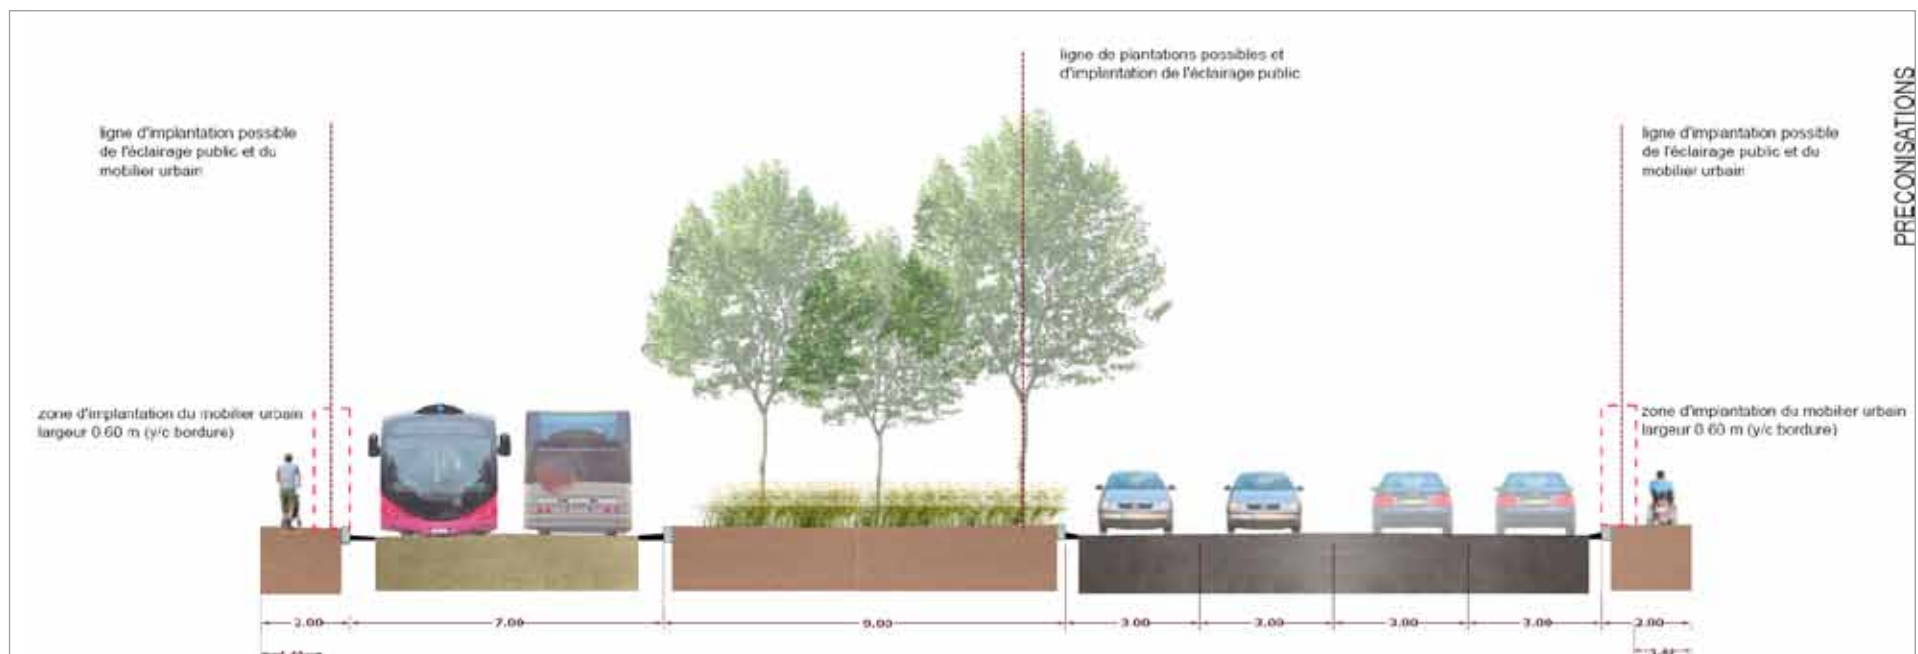 ligne de plantations possibles et
d'implantation de l'éclairage public
PRECONISATIONS
ligne d'implantation possible
de l'éclairage public et du
mobilier urbain
ligne d'implantation possible
de l'éclairage public et du
mobilier urbain
zone d'implantation du mobilier urbain
largeur 0.60 m (y/c bordure)
zone d'implantation du mobilier urbain
largeur 0.60 m (y/c bordure)
2.00 7.00 9.00 3.00 3.00 3.00 3.00 2.00